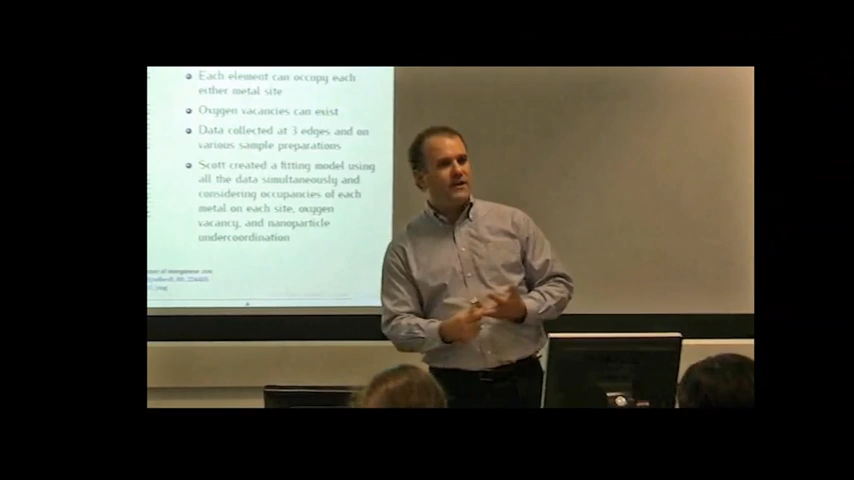 Each element can occupy each
either metal site
Oxygen vacancies can exist
Data collected at 3 edges and on
various sample preparations
Scott created a fitting model using
all the data simultaneously and
considering occupancies of each
metal on each site, oxygen
vacancy, and nanoparticle
undercoordination